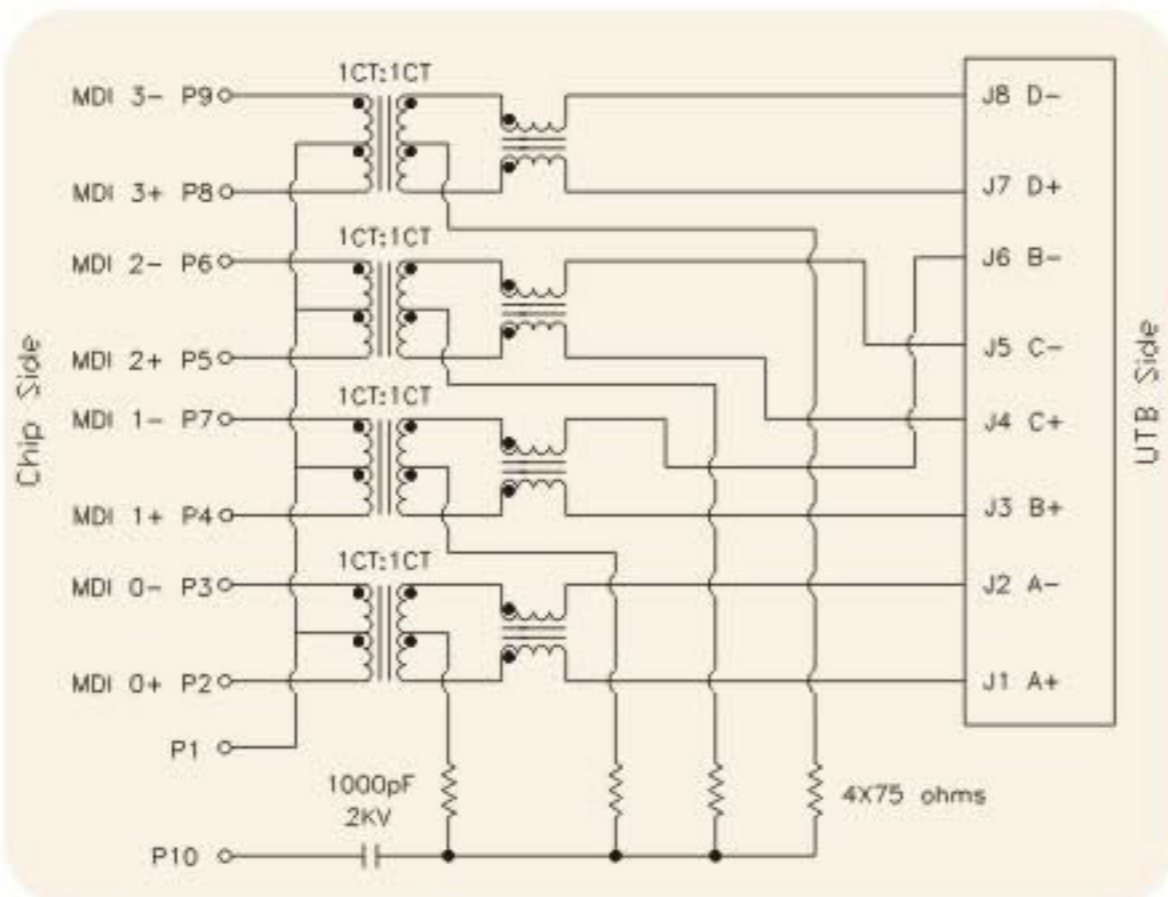 1CT:1CT
MDI 3- P9
J8 D-
MDI 3+ P8
J7 D+
1CT:1CT
MDI 2- P6
J6 B-
MDI 2+ P5
J5 C-
1CT:1CT
MDI 1- P7
J4 C+
MDI 1+ P4
J3 B+
1CT:1CT
MDI 0- P3
J2 A-
MDI 0+ P2
J1 A+
Chip Side
UTB Side
P1
1000pF
2KV
4X75 ohms
P10